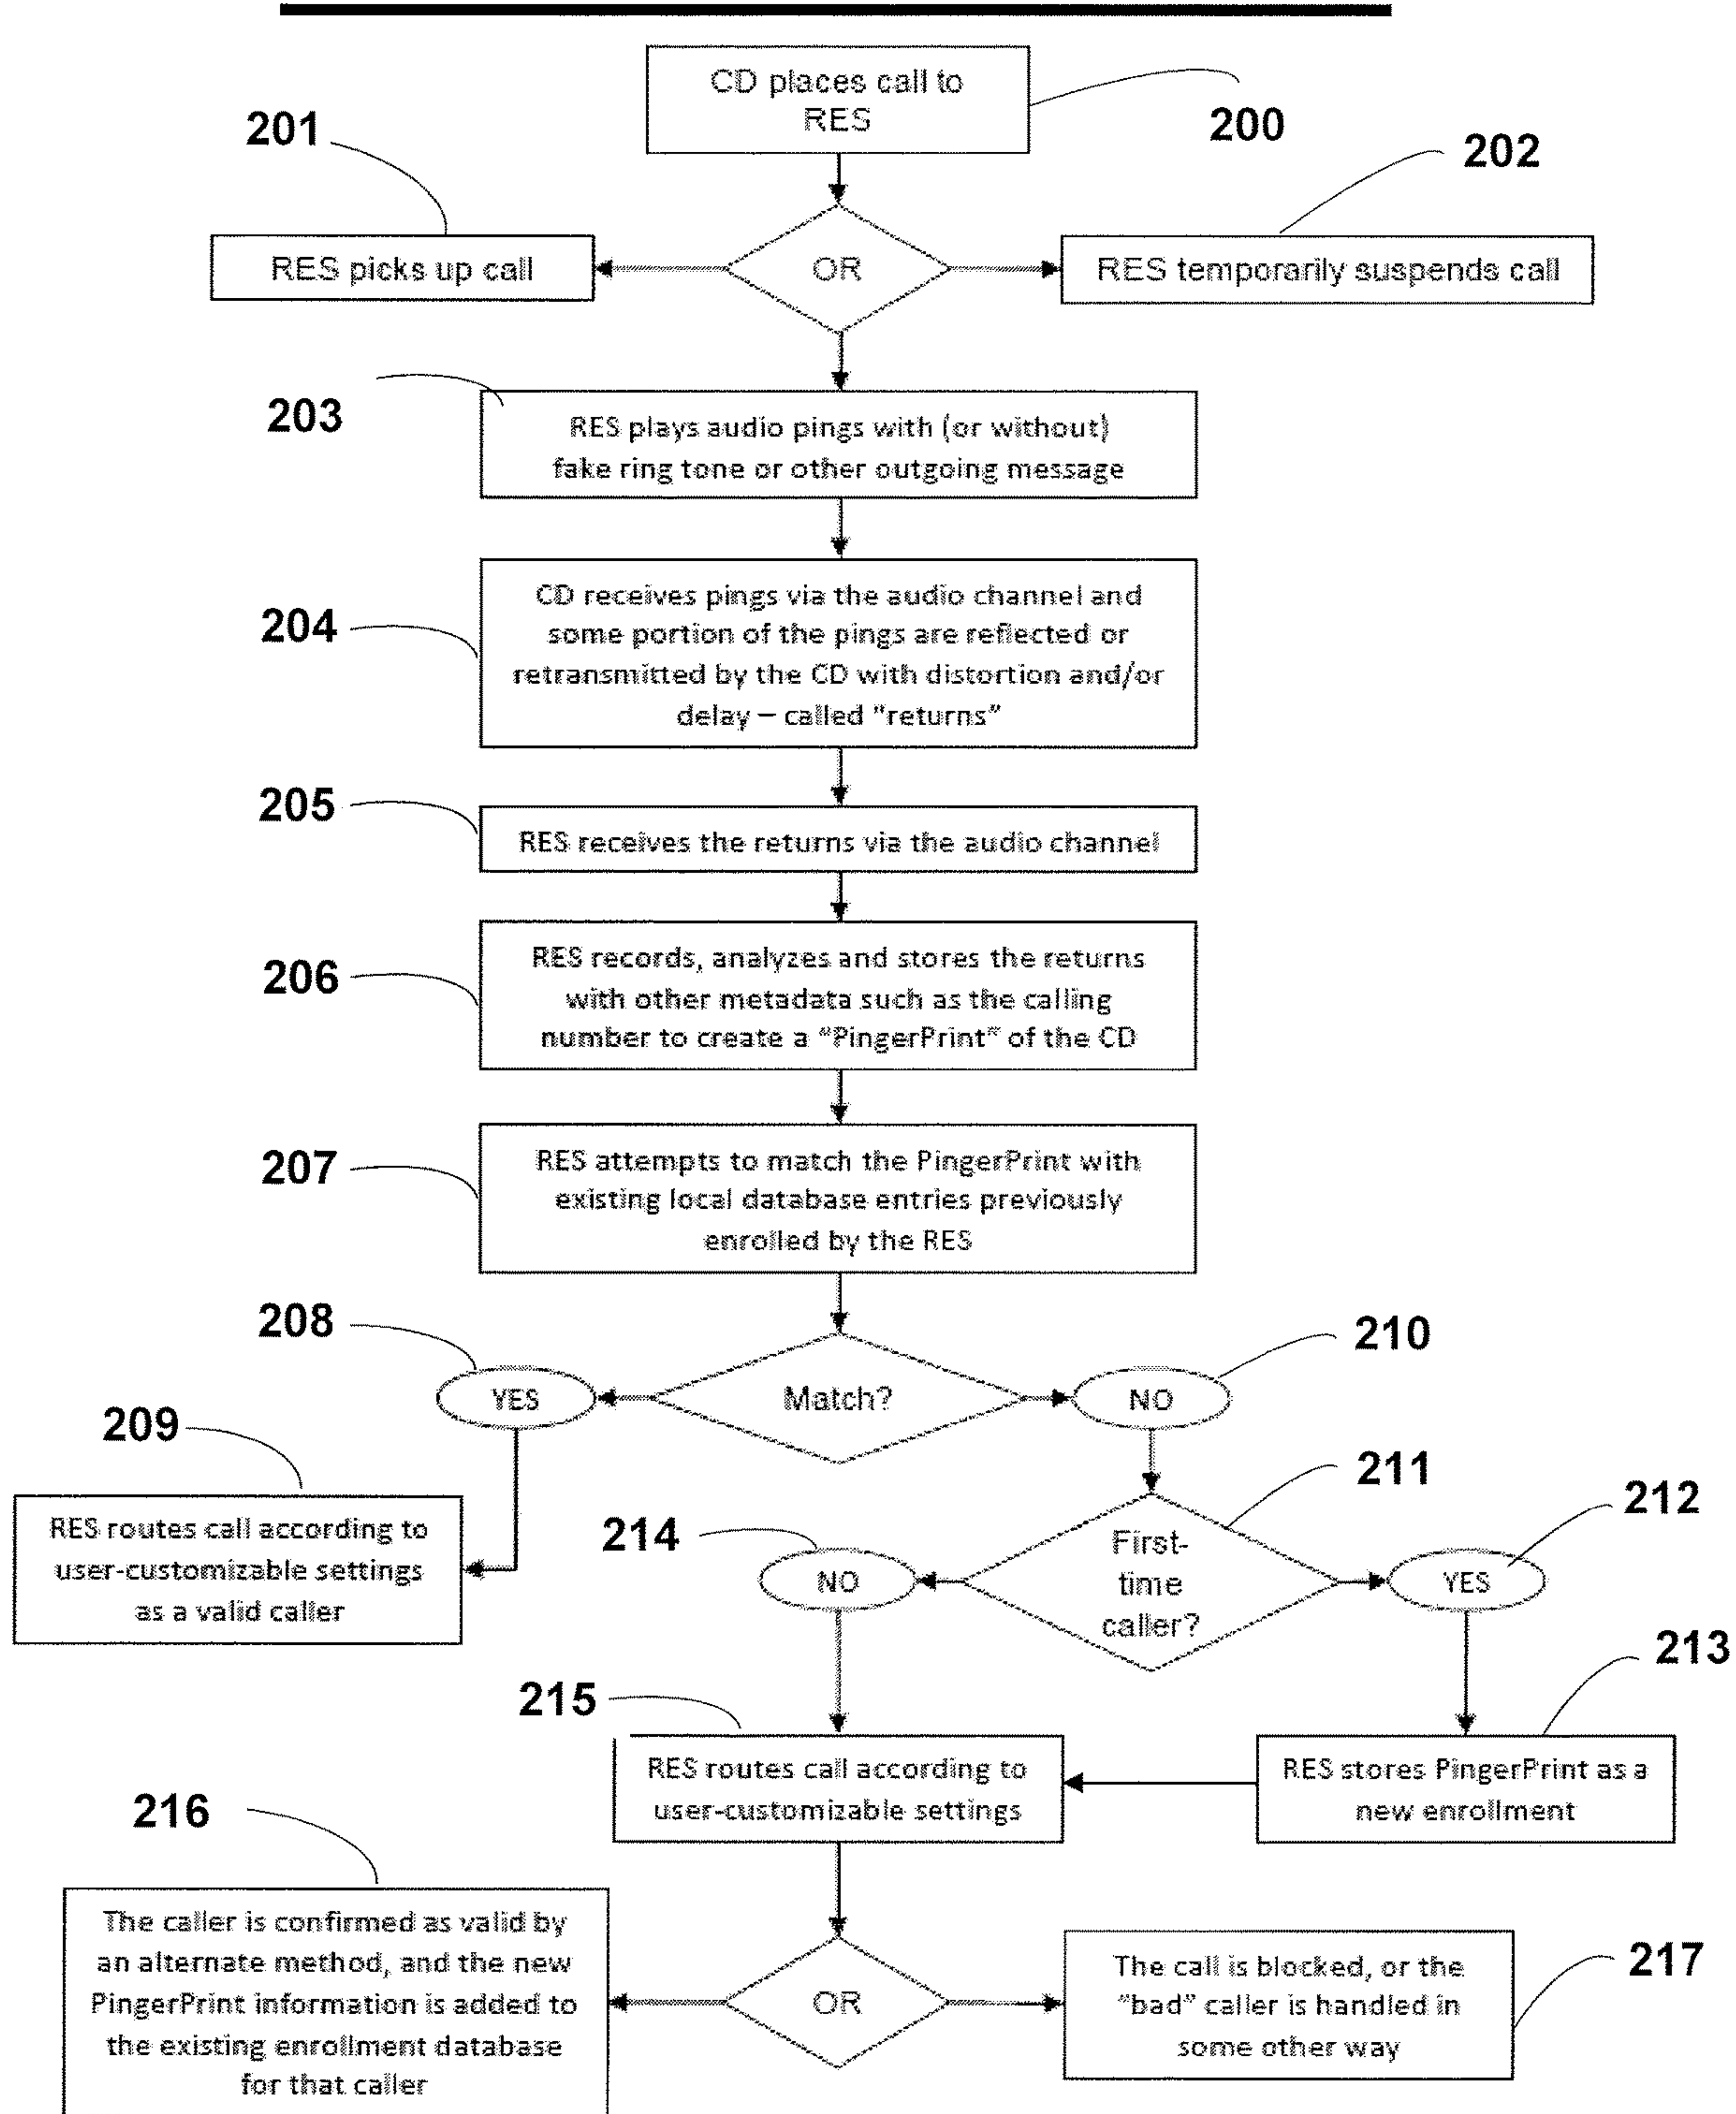 CD places call to
RES
200
201
202
RES picks up call
OR
RES temporarily suspends call
203
RES plays audio pings with (or without)
fake ring tone or other outgoing message
204
CD receives pings via the audio channel and
some portion of the pings are reflected or
retransmitted by the CD with distortion and/or
delay – called "returns"
205
RES receives the returns via the audio channel
206
RES records, analyzes and stores the returns
with other metadata such as the calling
number to create a "PingerPrint" of the CD
207
RES attempts to match the PingerPrint with
existing local database entries previously
enrolled by the RES
208
210
YES
Match?
NO
209
211
RES routes call according to
user-customizable settings
as a valid caller
212
214
First-
time
caller?
NO
YES
213
215
RES routes call according to
user-customizable settings
RES stores PingerPrint as a
new enrollment
216
The caller is confirmed as valid by
an alternate method, and the new
PingerPrint information is added to
the existing enrollment database
for that caller
OR
The call is blocked, or the
"bad" caller is handled in
some other way
217